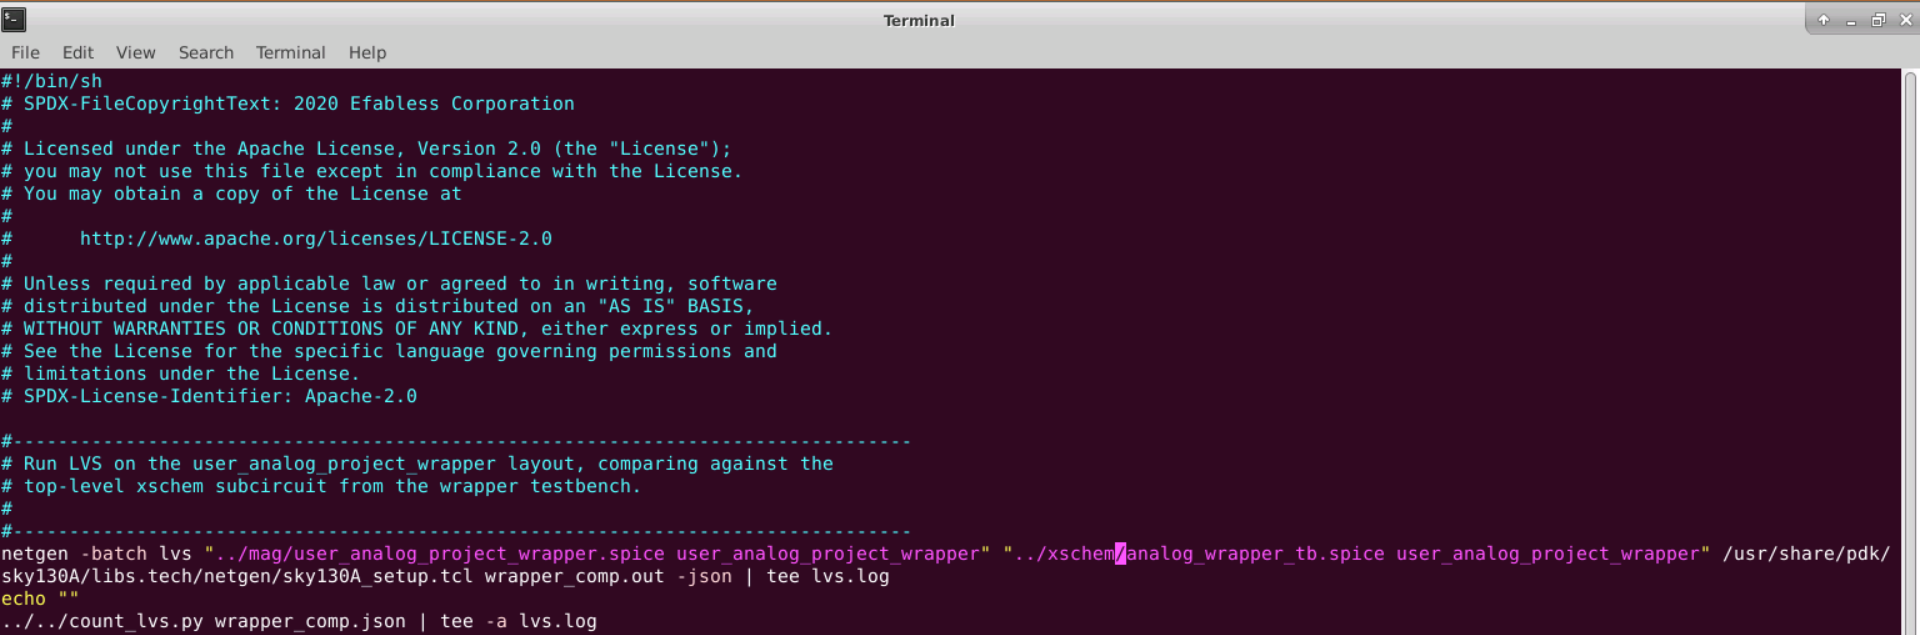 Terminal
File Edit View Search Terminal Help
#!/bin/sh
# SPDX-FileCopyrightText: 2020 Efabless Corporation
#
# Licensed under the Apache License, Version 2.0 (the "License");
# you may not use this file except in compliance with the License.
# You may obtain a copy of the License at
#
#      http://www.apache.org/licenses/LICENSE-2.0
#
# Unless required by applicable law or agreed to in writing, software
# distributed under the License is distributed on an "AS IS" BASIS,
# WITHOUT WARRANTIES OR CONDITIONS OF ANY KIND, either express or implied.
# See the License for the specific language governing permissions and
# limitations under the License.
# SPDX-License-Identifier: Apache-2.0
#--------------------------------------------------------------------------------
# Run LVS on the user_analog_project_wrapper layout, comparing against the
# top-level xschem subcircuit from the wrapper testbench.
#
#--------------------------------------------------------------------------------
netgen -batch lvs "../mag/user_analog_project_wrapper.spice user_analog_project_wrapper" "../xschem/analog_wrapper_tb.spice user_analog_project_wrapper" /usr/share/pdk/
sky130A/libs.tech/netgen/sky130A_setup.tcl wrapper_comp.out -json | tee lvs.log
echo ""
../../count_lvs.py wrapper_comp.json | tee -a lvs.log